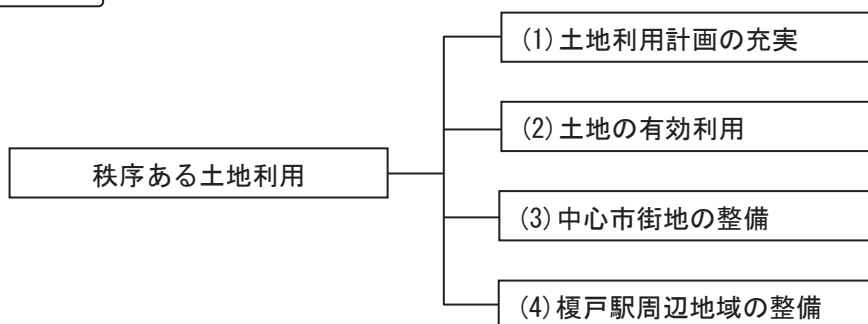 (1)土地利用計画の充実
(2)土地の有効利用
秩序ある土地利用
(3)中心市街地の整備
(4)榎戸駅周辺地域の整備